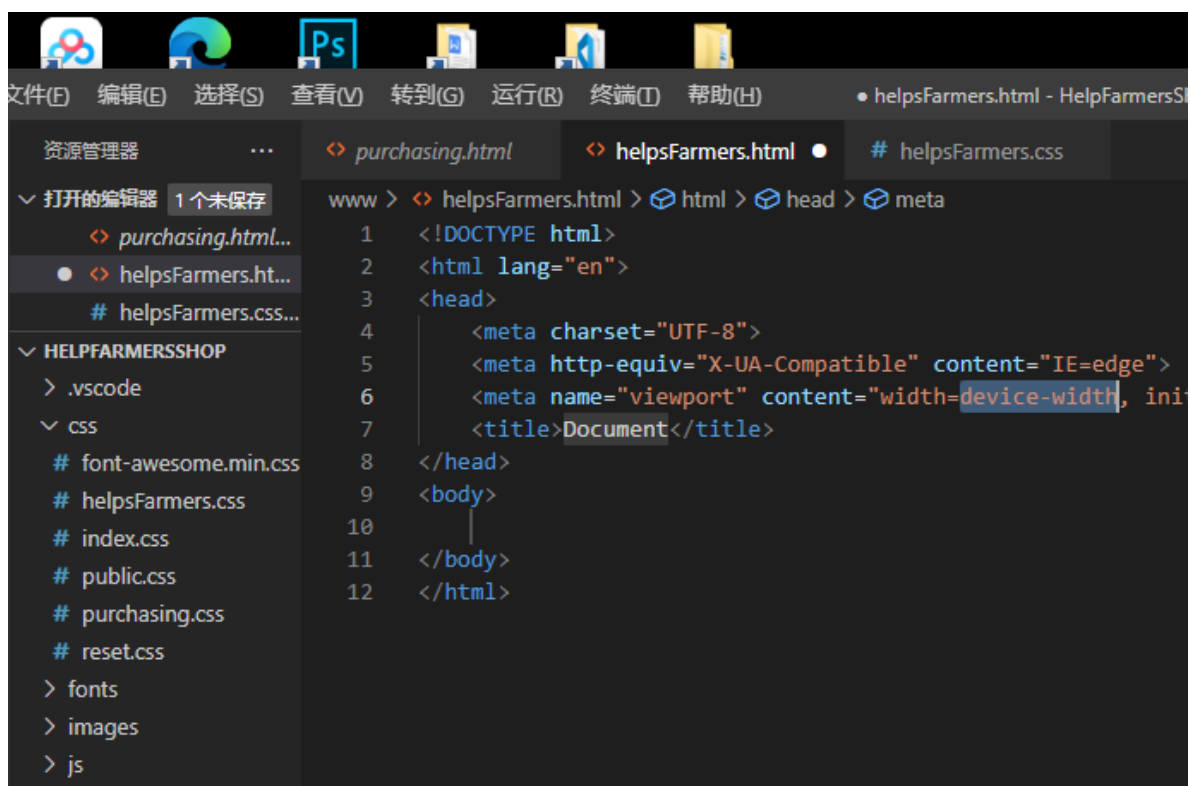 Ps
文件(F) 编辑(E) 选择(S) 查看(V) 转到(G) 运行(R) 终端(T) 帮助(H) ● helpsFarmers.html - HelpFarmersSh
资源管理器 ···
purchasing.html helpsFarmers.html ● # helpsFarmers.css
打开的编辑器 1 个未保存
purchasing.html...
● helpsFarmers.ht...
# helpsFarmers.css...
HELPFARMERSSHOP
> .vscode
css
# font-awesome.min.css
# helpsFarmers.css
# index.css
# public.css
# purchasing.css
# reset.css
> fonts
> images
> js
www > helpsFarmers.html > html > head > meta
1 <!DOCTYPE html>
2 <html lang="en">
3 <head>
4 <meta charset="UTF-8">
5 <meta http-equiv="X-UA-Compatible" content="IE=edge">
6 <meta name="viewport" content="width=device-width, init
7 <title>Document</title>
8 </head>
9 <body>
10
11 </body>
12 </html>